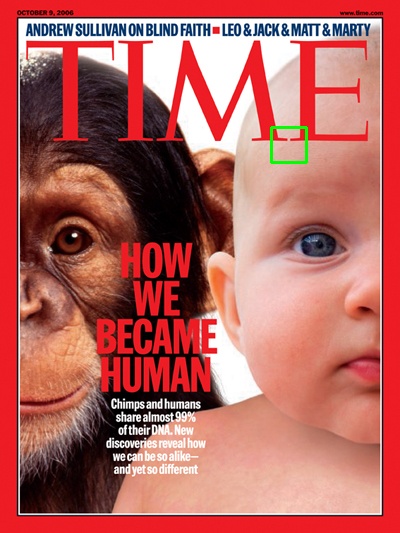 OCTOBER 9, 2006 www.time.com
ANDREW SULLIVAN ON BLIND FAITH ■ LEO & JACK & MATT & MARTY
TIME
HOW
WE
BECAME
HUMAN
Chimps and humans
share almost 99%
of their DNA. New
discoveries reveal how
we can be so alike—
and yet so different